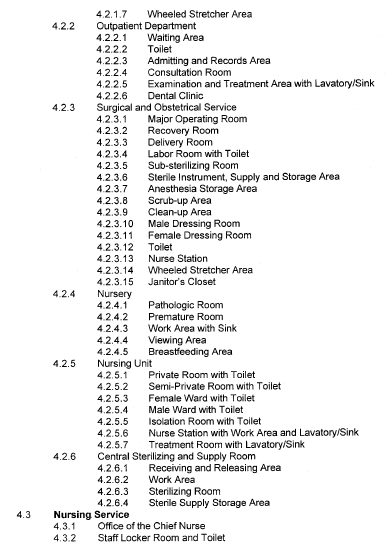 4.2.1.7 Wheeled Stretcher Area
4.2.2 Outpatient Department
4.2.2.1 Waiting Area
4.2.2.2 Toilet
4.2.2.3 Admitting and Records Area
4.2.2.4 Consultation Room
4.2.2.5 Examination and Treatment Area with Lavatory/Sink
4.2.2.6 Dental Clinic
4.2.3 Surgical and Obstetrical Service
4.2.3.1 Major Operating Room
4.2.3.2 Recovery Room
4.2.3.3 Delivery Room
4.2.3.4 Labor Room with Toilet
4.2.3.5 Sub-sterilizing Room
4.2.3.6 Sterile Instrument, Supply and Storage Area
4.2.3.7 Anesthesia Storage Area
4.2.3.8 Scrub-up Area
4.2.3.9 Clean-up Area
4.2.3.10 Male Dressing Room
4.2.3.11 Female Dressing Room
4.2.3.12 Toilet
4.2.3.13 Nurse Station
4.2.3.14 Wheeled Stretcher Area
4.2.3.15 Janitor's Closet
4.2.4 Nursery
4.2.4.1 Pathologic Room
4.2.4.2 Premature Room
4.2.4.3 Work Area with Sink
4.2.4.4 Viewing Area
4.2.4.5 Breastfeeding Area
4.2.5 Nursing Unit
4.2.5.1 Private Room with Toilet
4.2.5.2 Semi-Private Room with Toilet
4.2.5.3 Female Ward with Toilet
4.2.5.4 Male Ward with Toilet
4.2.5.5 Isolation Room with Toilet
4.2.5.6 Nurse Station with Work Area and Lavatory/Sink
4.2.5.7 Treatment Room with Lavatory/Sink
4.2.6 Central Sterilizing and Supply Room
4.2.6.1 Receiving and Releasing Area
4.2.6.2 Work Area
4.2.6.3 Sterilizing Room
4.2.6.4 Sterile Supply Storage Area
4.3 Nursing Service
4.3.1 Office of the Chief Nurse
4.3.2 Staff Locker Room and Toilet